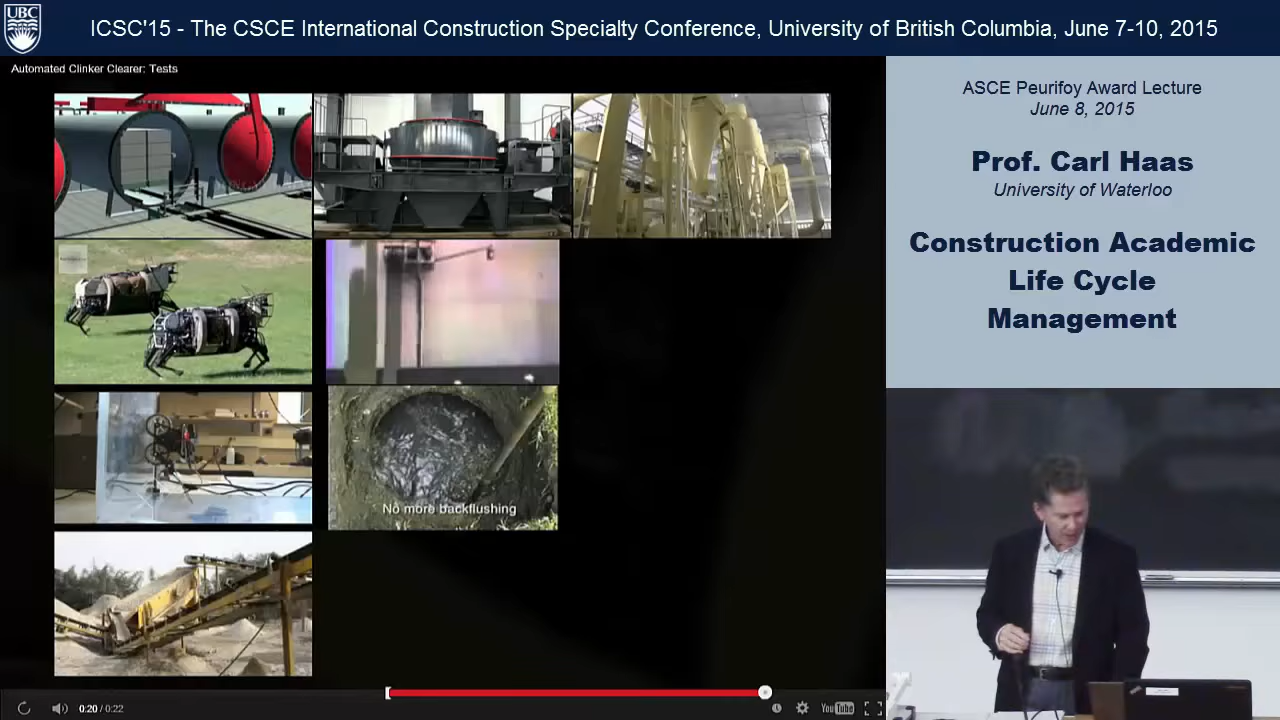 UBC
ICSC'15 - The CSCE International Construction Specialty Conference, University of British Columbia, June 7-10, 2015
Automated Clinker Clearer: Tests
ASCE Peurifoy Award Lecture
June 8, 2015
Prof. Carl Haas
University of Waterloo
Construction Academic
Life Cycle
Management
No more backflushing
0:20 / 0:22
YouTube